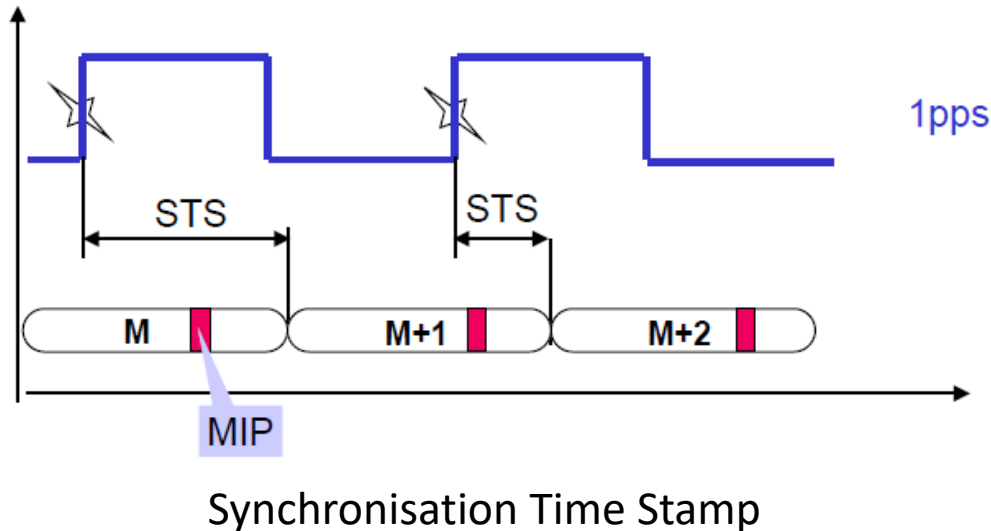 1pps
STS STS
M M+1 M+2
MIP
Synchronisation Time Stamp